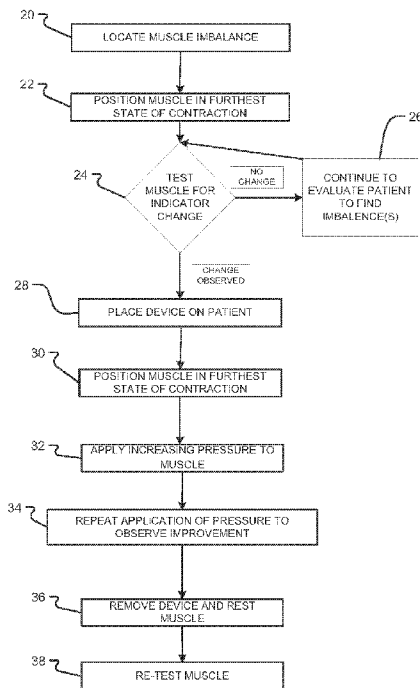 20
LOCATE MUSCLE IMBALANCE
22
POSITION MUSCLE IN FURTHEST
STATE OF CONTRACTION
24
TEST
MUSCLE FOR
INDICATOR
CHANGE
NO
CHANGE
26
CONTINUE TO
EVALUATE PATIENT
TO FIND
IMBALENCE(S)
CHANGE
OBSERVED
28
PLACE DEVICE ON PATIENT
30
POSITION MUSCLE IN FURTHEST
STATE OF CONTRACTION
32
APPLY INCREASING PRESSURE TO
MUSCLE
34
REPEAT APPLICATION OF PRESSURE TO
OBSERVE IMPROVEMENT
36
REMOVE DEVICE AND REST
MUSCLE
38
RE-TEST MUSCLE